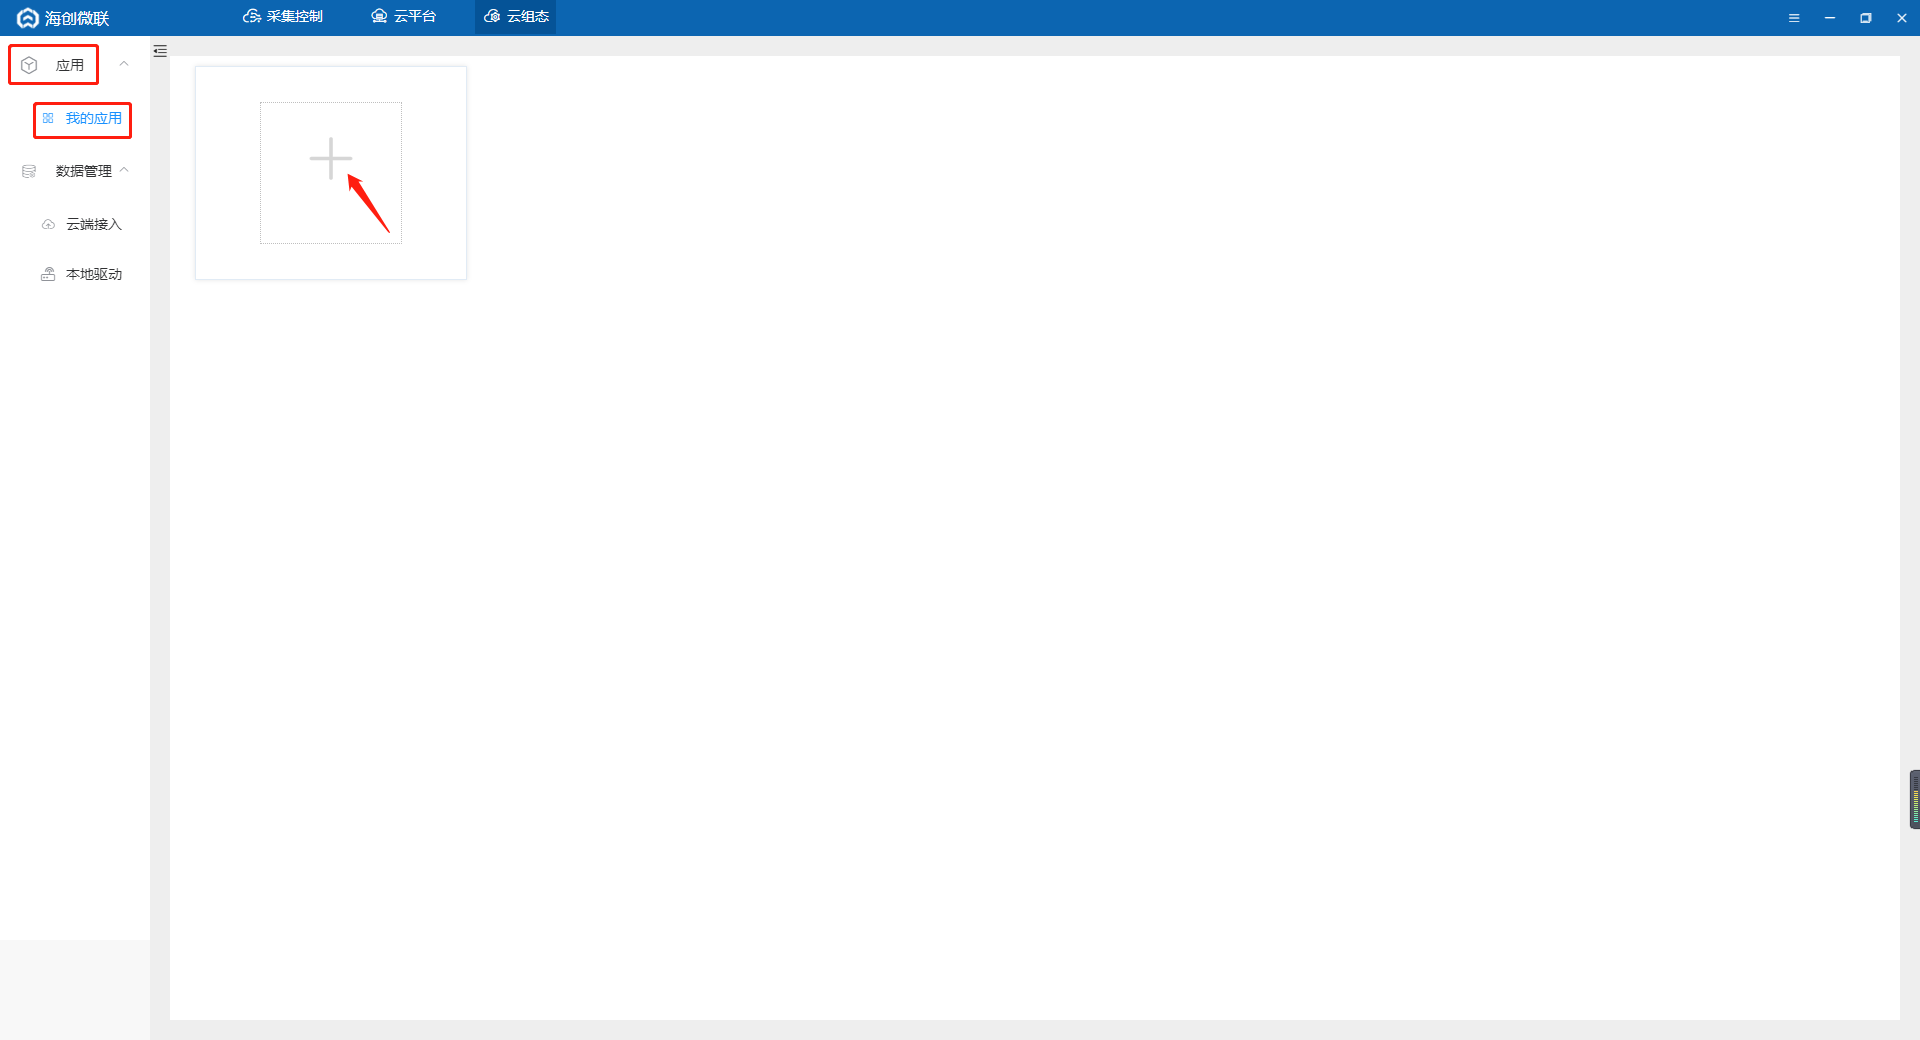 海创微联
采集控制
云平台
云组态
应用
我的应用
数据管理
云端接入
本地驱动